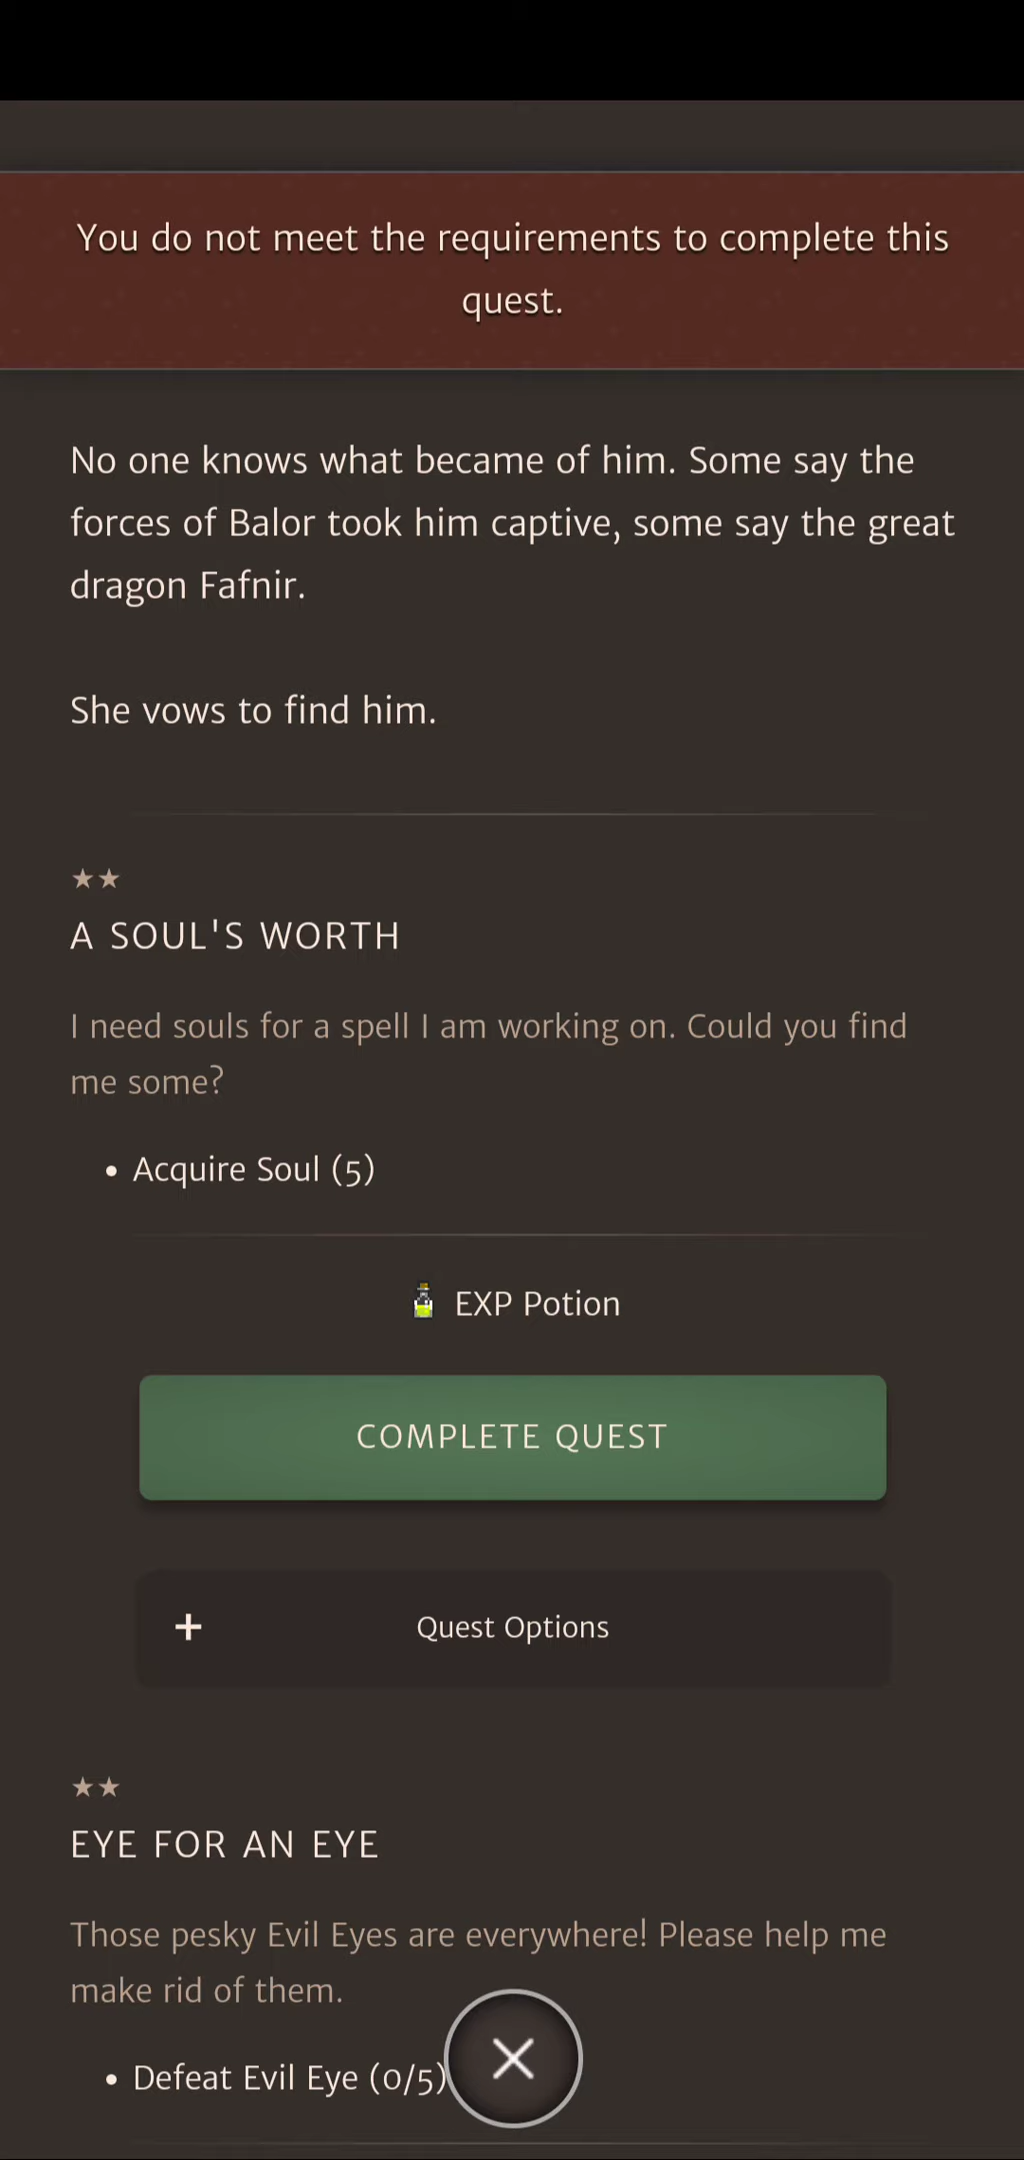 You do not meet the requirements to complete this
quest.
No one knows what became of him. Some say the
forces of Balor took him captive, some say the great
dragon Fafnir.
She vows to find him.
★★
A SOUL'S WORTH
I need souls for a spell I am working on. Could you find
me some?
• Acquire Soul (5)
EXP Potion
COMPLETE QUEST
+ Quest Options
★★
EYE FOR AN EYE
Those pesky Evil Eyes are everywhere! Please help me
make rid of them.
• Defeat Evil Eye (0/5)